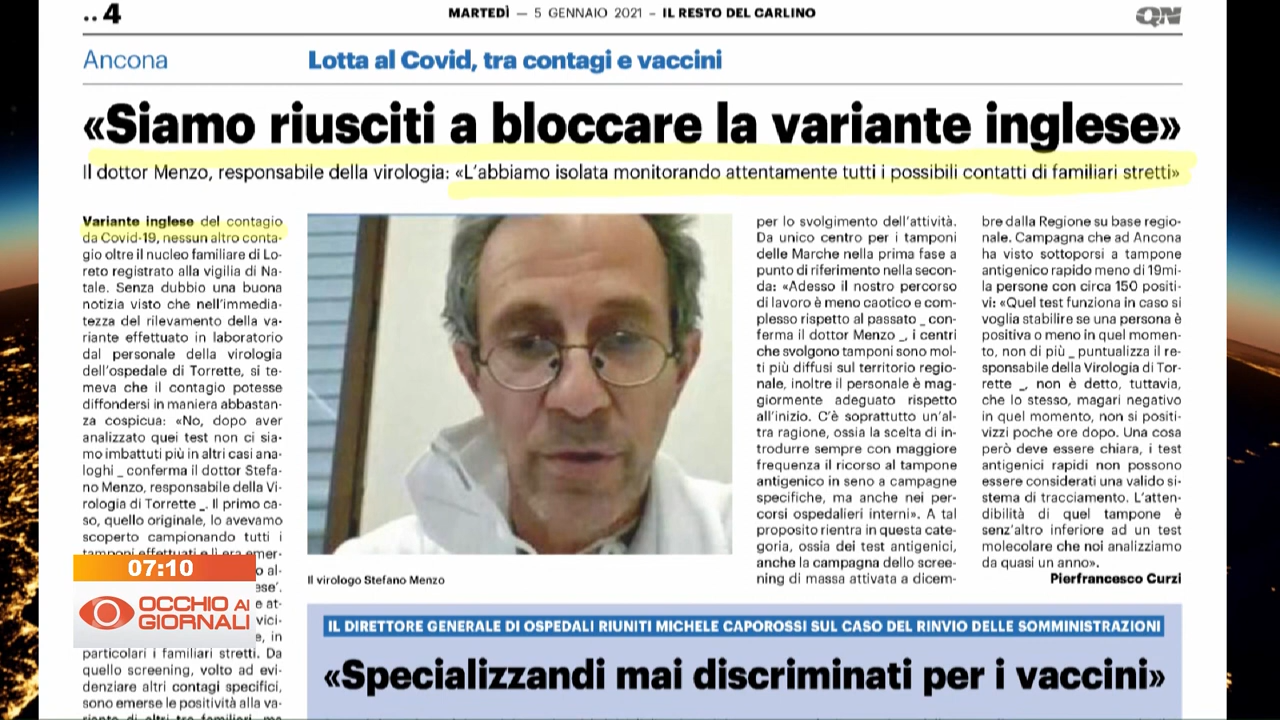 .. 4
MARTEDÌ — 5 GENNAIO 2021 – IL RESTO DEL CARLINO
QN
Ancona
Lotta al Covid, tra contagi e vaccini
«Siamo riusciti a bloccare la variante inglese»
Il dottor Menzo, responsabile della virologia: «L'abbiamo isolata monitorando attentamente tutti i possibili contatti di familiari stretti»
Variante inglese del contagio
da Covid-19, nessun altro conta-
gio oltre il nucleo familiare di Lo-
reto registrato alla vigilia di Na-
tale. Senza dubbio una buona
notizia visto che nell'immedia-
tezza del rilevamento della va-
riante effettuato in laboratorio
dal personale della virologia
dell'ospedale di Torrette, si te-
meva che il contagio potesse
diffondersi in maniera abbastan-
za cospicua: «No, dopo aver
analizzato quei test non ci sia-
mo imbattuti più in altri casi ana-
loghi _ conferma il dottor Stefa-
no Menzo, responsabile della Vi-
rologia di Torrette _. Il primo ca-
so, quello originale, lo avevamo
scoperto campionando tutti i
tamponi effettuati e lì era emer-
o al-
ese'.
e at-
vici-
e, in
particolari i familiari stretti. Da
quello screening, volto ad evi-
denziare altri contagi specifici,
sono emerse le positività alla va-
riante di altri tre familiari, ma
07:10
OCCHIO AI
GIORNALI
Il virologo Stefano Menzo
per lo svolgimento dell'attività.
Da unico centro per i tamponi
delle Marche nella prima fase a
punto di riferimento nella secon-
da: «Adesso il nostro percorso
di lavoro è meno caotico e com-
plesso rispetto al passato _ con-
ferma il dottor Menzo _, i centri
che svolgono tamponi sono mol-
ti più diffusi sul territorio regio-
nale, inoltre il personale è mag-
giormente adeguato rispetto
all'inizio. C'è soprattutto un'al-
tra ragione, ossia la scelta di in-
trodurre sempre con maggiore
frequenza il ricorso al tampone
antigenico in seno a campagne
specifiche, ma anche nei per-
corsi ospedalieri interni». A tal
proposito rientra in questa cate-
goria, ossia dei test antigenici,
anche la campagna dello scree-
ning di massa attivata a dicem-
bre dalla Regione su base regio-
nale. Campagna che ad Ancona
ha visto sottoporsi a tampone
antigenico rapido meno di 19mi-
la persone con circa 150 positi-
vi: «Quel test funziona in caso si
voglia stabilire se una persona è
positiva o meno in quel momen-
to, non di più _ puntualizza il re-
sponsabile della Virologia di Tor-
rette _, non è detto, tuttavia,
che lo stesso, magari negativo
in quel momento, non si positi-
vizzi poche ore dopo. Una cosa
però deve essere chiara, i test
antigenici rapidi non possono
essere considerati una valido si-
stema di tracciamento. L'atten-
dibilità di quel tampone è
senz'altro inferiore ad un test
molecolare che noi analizziamo
da quasi un anno».
Pierfrancesco Curzi
IL DIRETTORE GENERALE DI OSPEDALI RIUNITI MICHELE CAPOROSSI SUL CASO DEL RINVIO DELLE SOMMINISTRAZIONI
«Specializzandi mai discriminati per i vaccini»